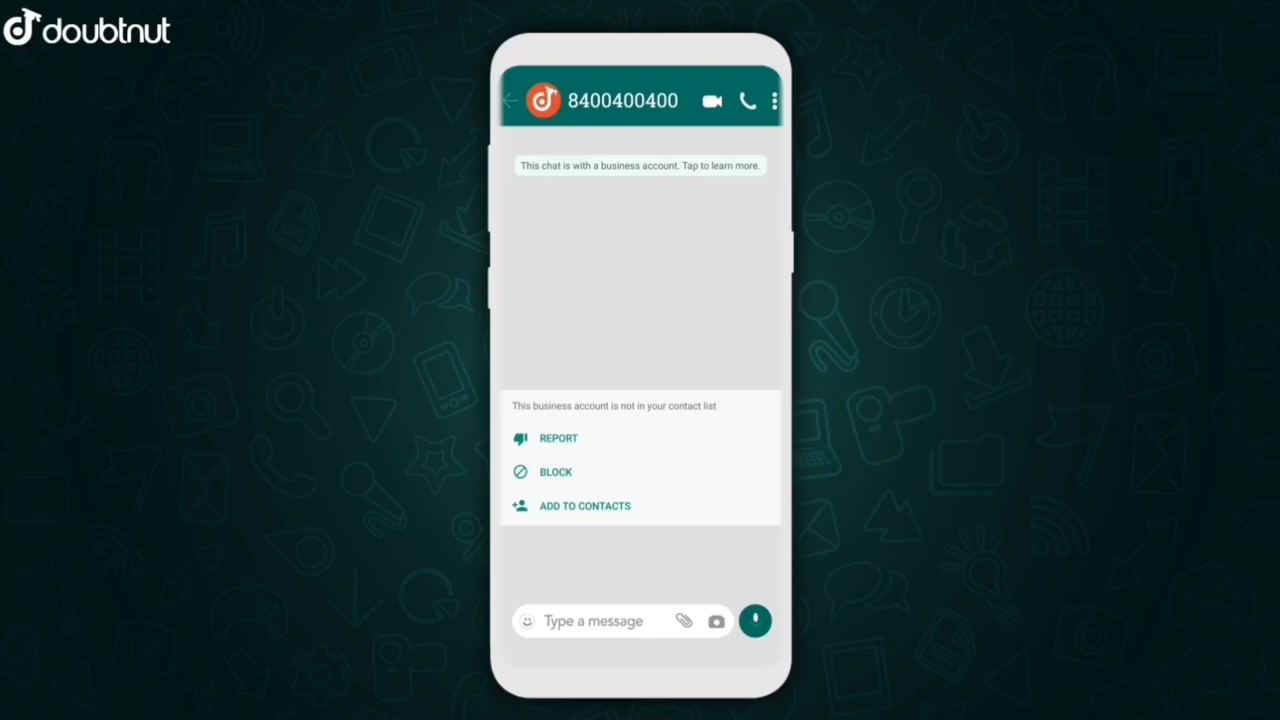 doubtnut
8400400400
This chat is with a business account. Tap to learn more.
This business account is not in your contact list
REPORT
BLOCK
ADD TO CONTACTS
Type a message